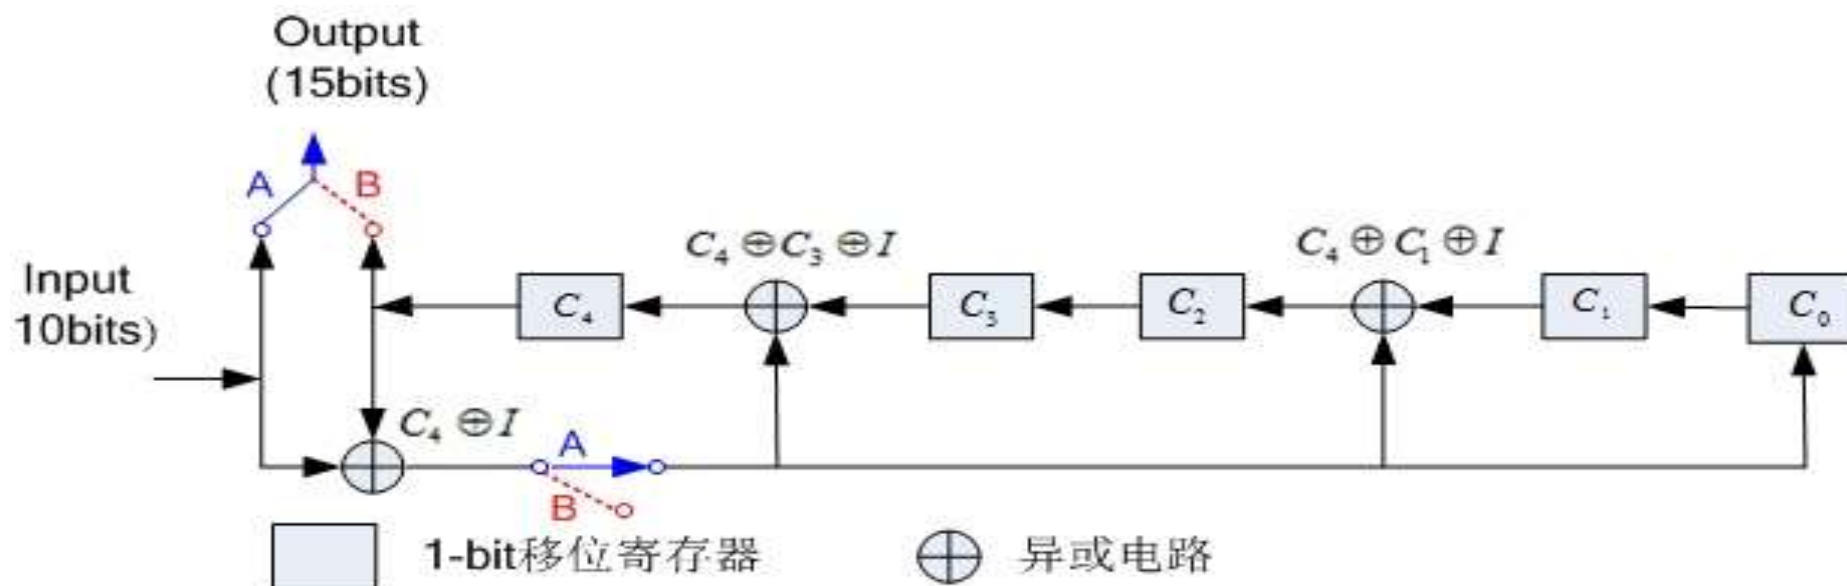 Output
(15bits)
A
B
Input
10bits)
C₄ ⊕ C₃ ⊕ I
C₄ ⊕ C₁ ⊕ I
C₄
C₃
C₂
C₁
C₀
C₄ ⊕ I
A
B
1-bit移位寄存器
异或电路